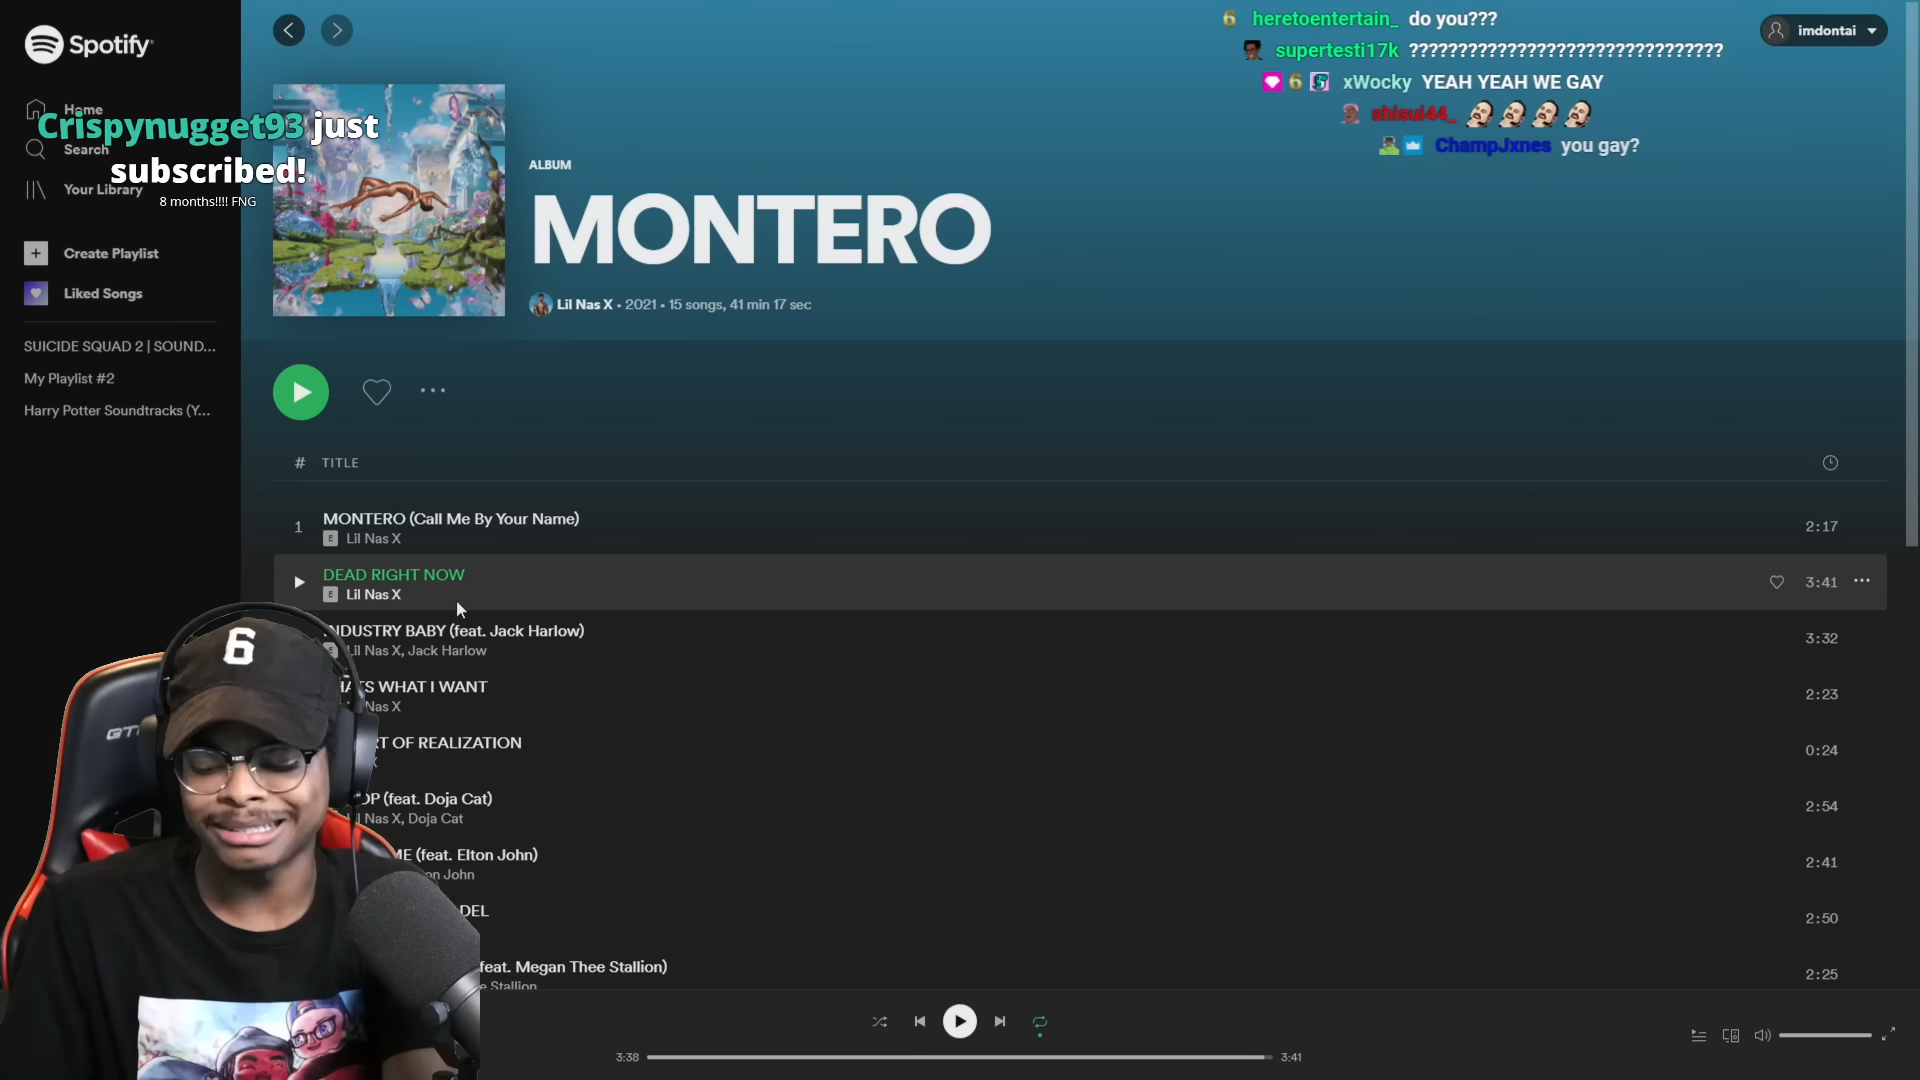 Spotify
Home
Search
Your Library
Crispynugget93 just
subscribed!
8 months!!!! FNG
Create Playlist
Liked Songs
SUICIDE SQUAD 2 | SOUND...
My Playlist #2
Harry Potter Soundtracks (Y...
heretoentertain_ do you???
supertesti17k ????????????????????????????????
xWocky YEAH YEAH WE GAY
shisui44_
ChampJxnes you gay?
imdontai
ALBUM
MONTERO
Lil Nas X • 2021 • 15 songs, 41 min 17 sec
# TITLE
1 MONTERO (Call Me By Your Name) 2:17
E Lil Nas X
DEAD RIGHT NOW 3:41
E Lil Nas X
NDUSTRY BABY (feat. Jack Harlow) 3:32
Lil Nas X, Jack Harlow
WHAT I WANT 2:23
Nas X
OF REALIZATION 0:24
X
(feat. Doja Cat) 2:54
Nas X, Doja Cat
ME (feat. Elton John) 2:41
John
DEL 2:50
feat. Megan Thee Stallion) 2:25
e Stallion
3:38 3:41
6
GT